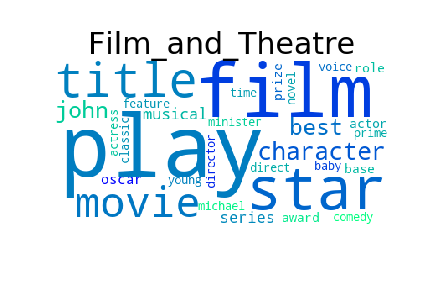 Film_and_Theatre
title
film
voice
role
prize
novel
time
john
feature
musical
actress
classic
play
minister
best
actor
prime
director
character
direct
baby
base
oscar
young
star
movie
michael
series
award
comedy